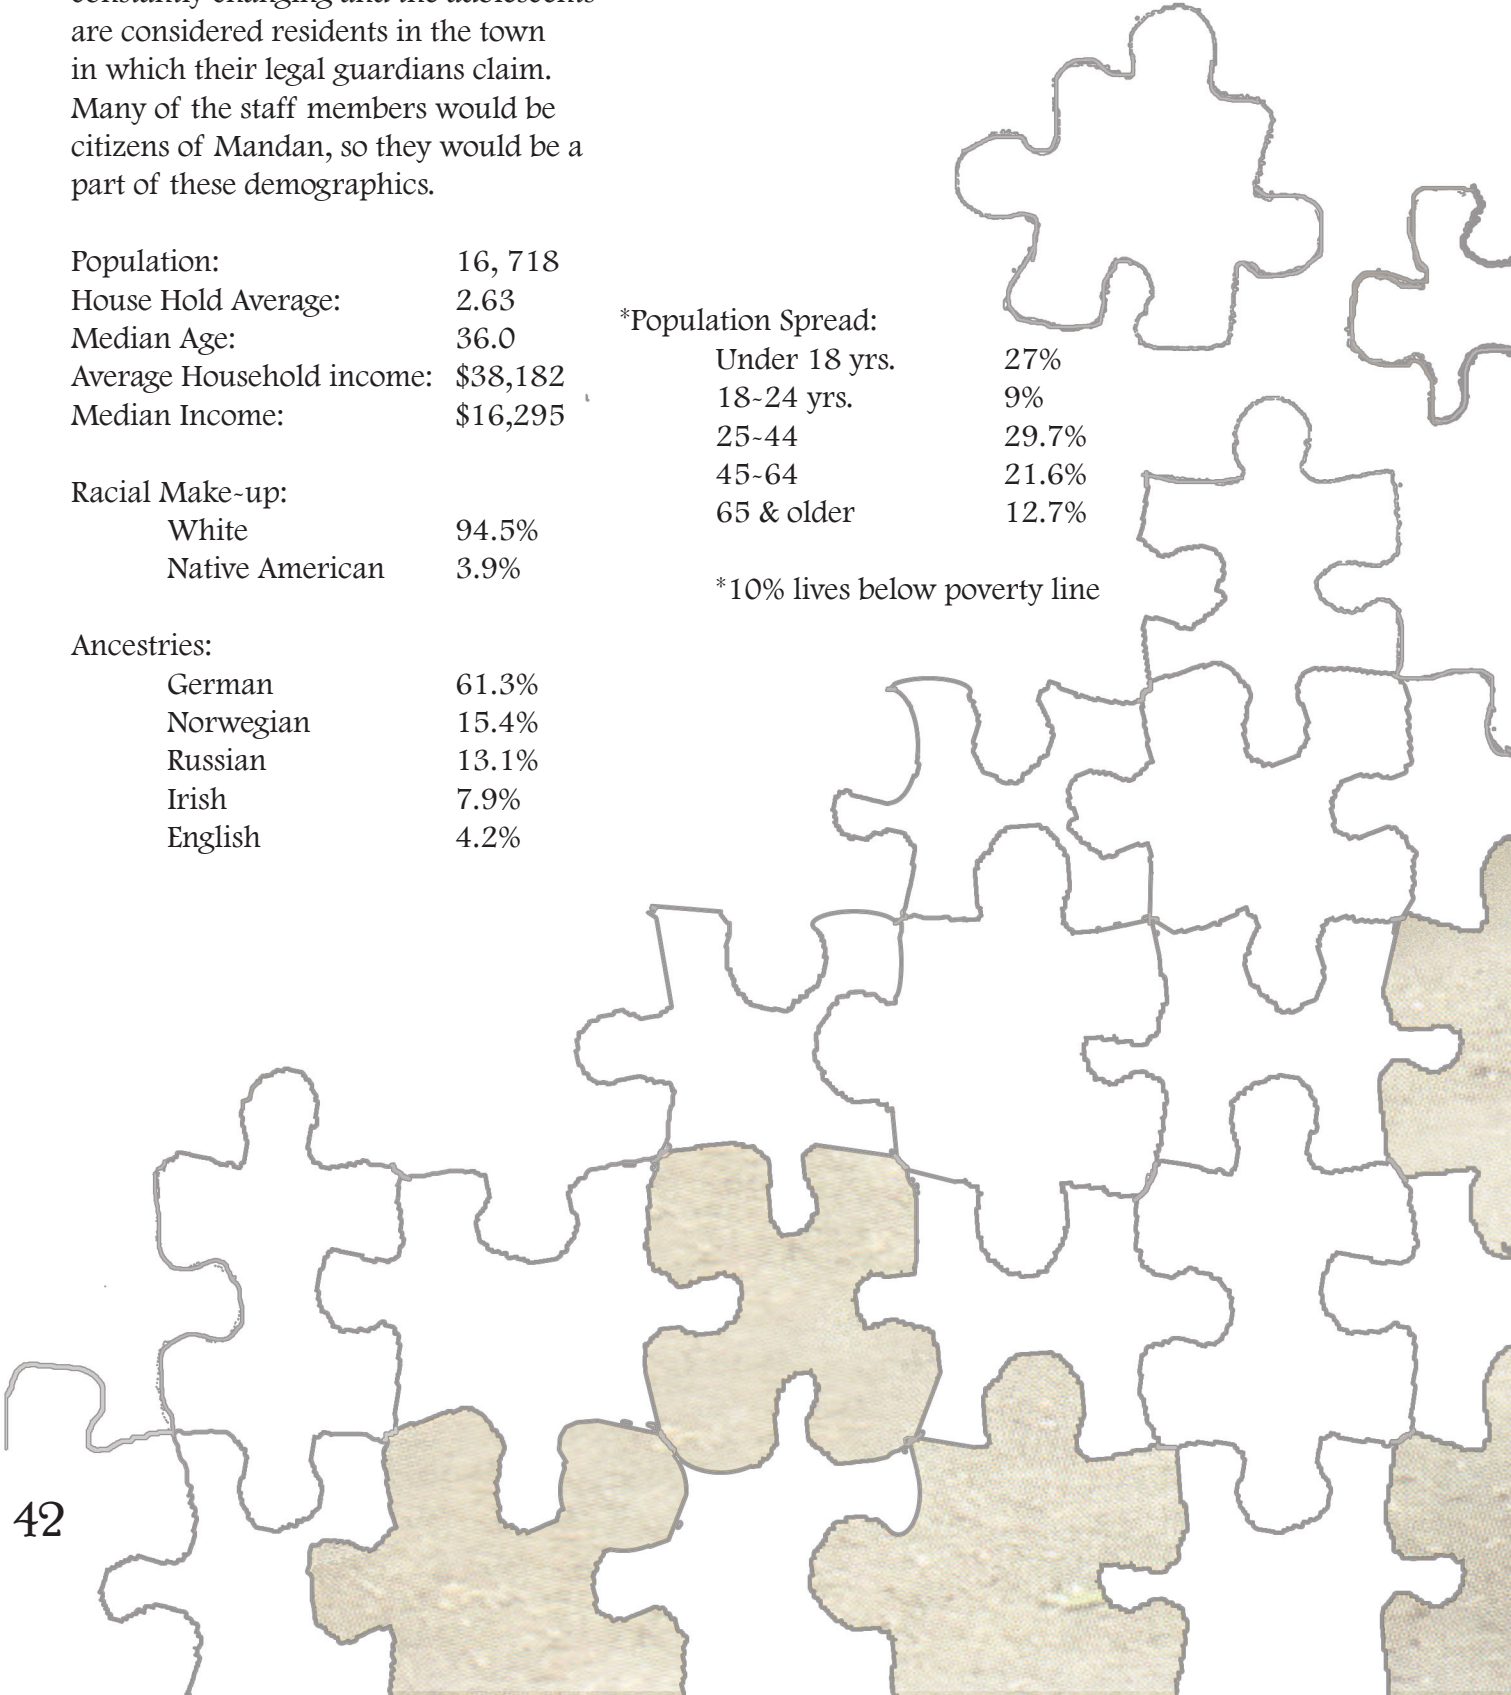 constantly changing and the adolescents
are considered residents in the town
in which their legal guardians claim.
Many of the staff members would be
citizens of Mandan, so they would be a
part of these demographics.
Population: 16, 718
House Hold Average: 2.63
Median Age: 36.0
Average Household income: $38,182
Median Income: $16,295
Racial Make-up:
White 94.5%
Native American 3.9%
Ancestries:
German 61.3%
Norwegian 15.4%
Russian 13.1%
Irish 7.9%
English 4.2%
*Population Spread:
Under 18 yrs. 27%
18-24 yrs. 9%
25-44 29.7%
45-64 21.6%
65 & older 12.7%
*10% lives below poverty line
42